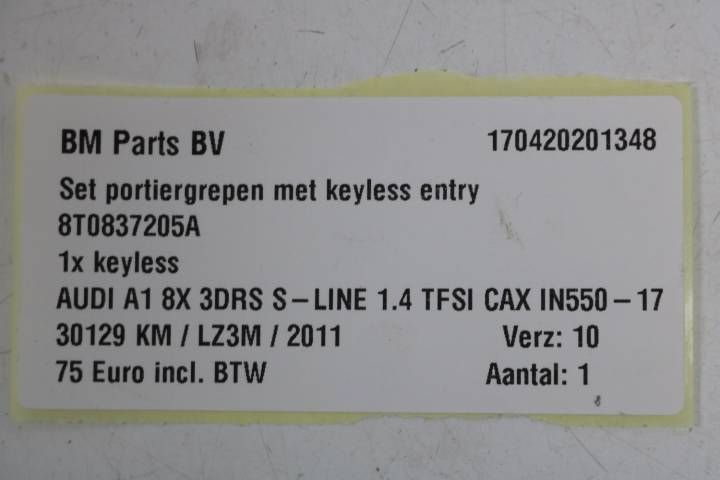 BM Parts BV 170420201348
Set portiergrepen met keyless entry
8T0837205A
1x keyless
AUDI A1 8X 3DRS S-LINE 1.4 TFSI CAX IN550-17
30129 KM / LZ3M / 2011 Verz: 10
75 Euro incl. BTW Aantal: 1